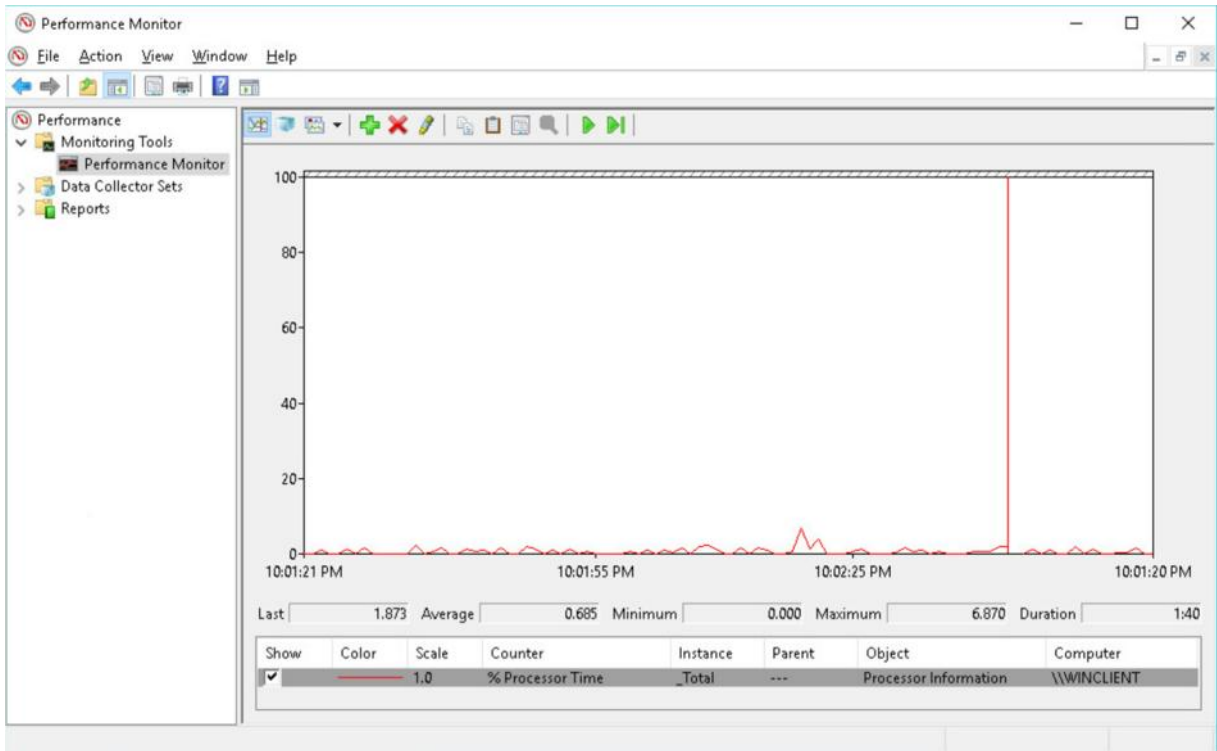 Performance Monitor
File Action View Window Help
Performance
Monitoring Tools
Performance Monitor
Data Collector Sets
Reports
100
80
60
40
20
0
10:01:21 PM 10:01:55 PM 10:02:25 PM 10:01:20 PM
Last 1.873 Average 0.685 Minimum 0.000 Maximum 6.870 Duration 1:40
Show Color Scale Counter Instance Parent Object Computer
1.0 % Processor Time _Total --- Processor Information \\WINCLIENT